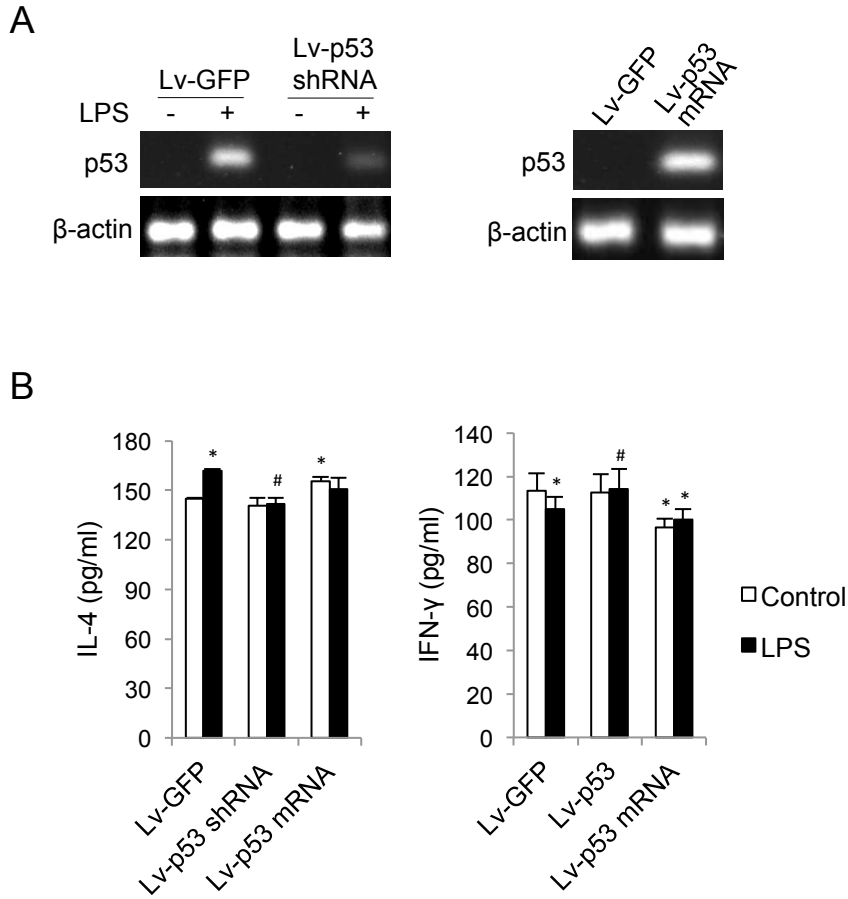 A
Lv-GFP
Lv-p53
shRNA
LPS - + - +
p53
β-actin
Lv-GFP
Lv-p53
mRNA
p53
β-actin
B
180
150
120
90
60
30
0
IL-4 (pg/ml)
* # *
Lv-GFP
Lv-p53 shRNA
Lv-p53 mRNA
140
120
100
80
60
40
20
0
IFN-γ (pg/ml)
* # * *
Lv-GFP
Lv-p53
Lv-p53 mRNA
Control
LPS